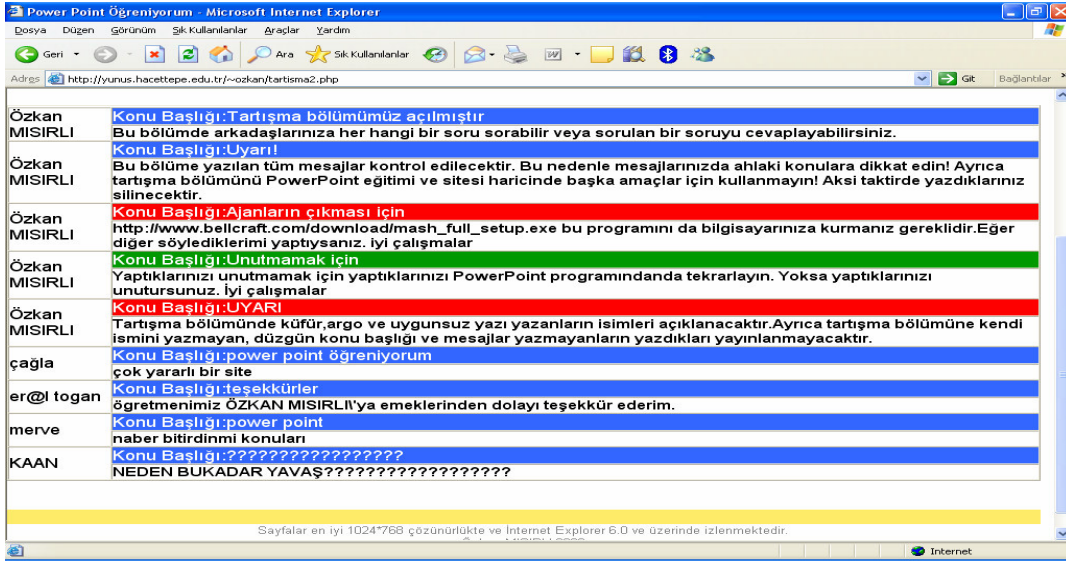 Power Point Öğreniyorum - Microsoft Internet Explorer
Dosya Düzen Görünüm Sık Kullanılanlar Araçlar Yardım
Geri Ara Sık Kullanılanlar
Adres http://yunus.hacettepe.edu.tr/~ozkan/tartisma2.php Git Bağlantılar
Özkan MISIRLI
Konu Başlığı:Tartışma bölümümüz açılmıştır
Bu bölümde arkadaşlarınıza her hangi bir soru sorabilir veya sorulan bir soruyu cevaplayabilirsiniz.
Özkan MISIRLI
Konu Başlığı:Uyarı!
Bu bölüme yazılan tüm mesajlar kontrol edilecektir. Bu nedenle mesajlarınızda ahlaki konulara dikkat edin! Ayrıca
tartışma bölümünü PowerPoint eğitimi ve sitesi haricinde başka amaçlar için kullanmayın! Aksi taktirde yazdıklarınız
silinecektir.
Özkan MISIRLI
Konu Başlığı:Ajanların çıkması için
http://www.bellcraft.com/download/mash_full_setup.exe bu programını da bilgisayarınıza kurmanız gereklidir.Eğer
diğer söylediklerimi yaptıysanız. iyi çalışmalar
Özkan MISIRLI
Konu Başlığı:Unutmamak için
Yaptıklarınızı unutmamak için yaptıklarınızı PowerPoint programındanda tekrarlayın. Yoksa yaptıklarınızı
unutursunuz. İyi çalışmalar
Özkan MISIRLI
Konu Başlığı:UYARI
Tartışma bölümünde küfür,argo ve uygunsuz yazı yazanların isimleri açıklanacaktır.Ayrıca tartışma bölümüne kendi
ismini yazmayan, düzgün konu başlığı ve mesajlar yazmayanların yazdıkları yayınlanmayacaktır.
çağla
Konu Başlığı:power point öğreniyorum
çok yararlı bir site
er@l togan
Konu Başlığı:teşekkürler
ögretmenimiz ÖZKAN MISIRLI\'ya emeklerinden dolayı teşekkür ederim.
merve
Konu Başlığı:power point
naber bitirdinmi konuları
KAAN
Konu Başlığı:?????????????????
NEDEN BUKADAR YAVAŞ??????????????????
Sayfalar en iyi 1024*768 çözünürlükte ve İnternet Explorer 6.0 ve üzerinde izlenmektedir.
Internet